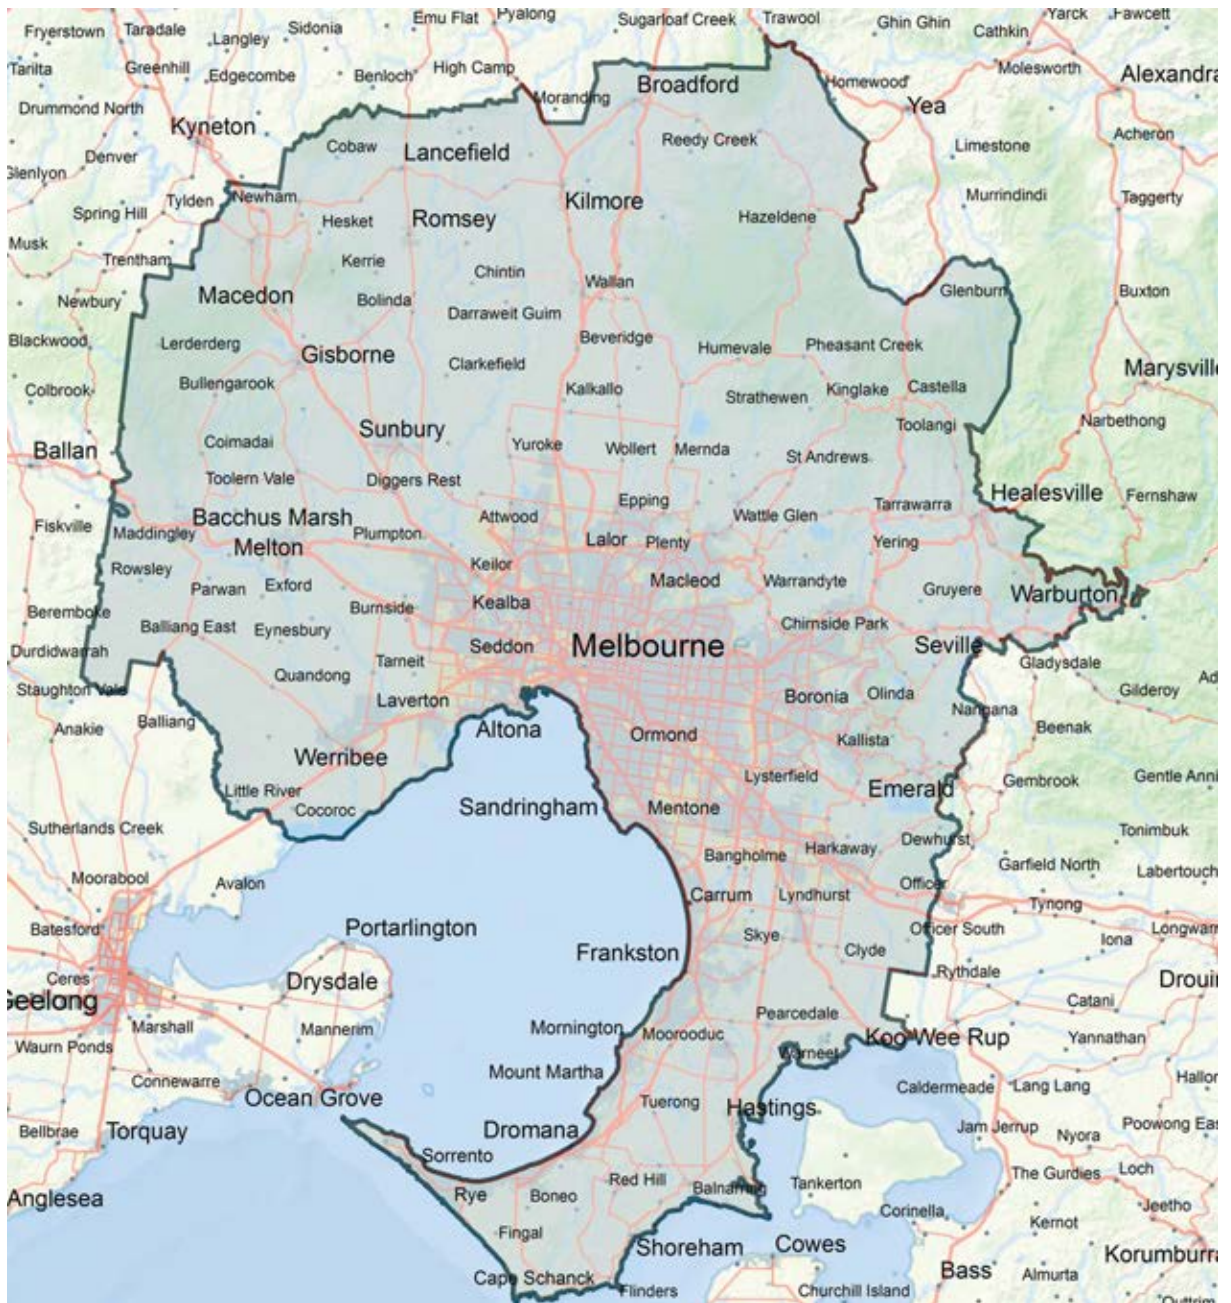 Emu Flat
Pyalong
Sugarloaf Creek
Trawool
Ghin Ghin
Yarck
Fawcett
Fryerstown
Taradale
Langley
Sidonia
Cathkin
Tarilta
Greenhill
Edgecombe
Benloch
High Camp
Broadford
Homewood
Molesworth
Alexandra
Drummond North
Kyneton
Moranding
Yea
Acheron
Denver
Cobaw
Lancefield
Reedy Creek
Limestone
Glenlyon
Tylden
Newham
Kilmore
Murrindindi
Taggerty
Spring Hill
Hesket
Romsey
Hazeldene
Musk
Trentham
Kerrie
Chintin
Wallan
Glenburn
Buxton
Newbury
Macedon
Bolinda
Darraweit Guim
Blackwood
Lerderderg
Gisborne
Clarkefield
Beveridge
Humevale
Pheasant Creek
Marysville
Colbrook
Bullengarook
Kalkallo
Strathewen
Kinglake
Castella
Narbethong
Ballan
Coimadai
Sunbury
Yuroke
Wollert
Mernda
St Andrews
Toolangi
Toolern Vale
Diggers Rest
Epping
Healesville
Fernshaw
Fiskville
Bacchus Marsh
Attwood
Wattle Glen
Tarrawarra
Maddingley
Melton
Plumpton
Lalor
Plenty
Yering
Rowsley
Parwan
Exford
Keilor
Macleod
Warrandyte
Gruyere
Warburton
Beremboke
Burnside
Kealba
Balliang East
Eynesbury
Seddon
Melbourne
Chirnside Park
Seville
Durdidwarrah
Quandong
Tarneit
Gladysdale
Staughton Vale
Laverton
Boronia
Olinda
Gilderoy
Ad
Anakie
Balliang
Altona
Ormond
Kallista
Nangana
Beenak
Werribee
Lysterfield
Emerald
Gembrook
Gentle Anni
Little River
Cocoroc
Sandringham
Mentone
Sutherlands Creek
Bangholme
Harkaway
Dewhurst
Tonimbuk
Garfield North
Labertouch
Moorabool
Avalon
Carrum
Lyndhurst
Officer
Tynong
Batesford
Portarlington
Frankston
Skye
Clyde
Officer South
Iona
Longwarr
Ceres
Drysdale
Rythdale
Drouin
Geelong
Marshall
Mannerim
Mornington
Moorooduc
Pearcedale
Koo Wee Rup
Catani
Waurn Ponds
Warneet
Yannathan
Connewarre
Mount Martha
Caldermeade
Lang Lang
Hallor
Ocean Grove
Tuerong
Hastings
Bellbrae
Torquay
Dromana
Jam Jerrup
Nyora
Poowong Eas
Sorrento
Red Hill
Balnarring
Tankerton
The Gurdies
Loch
Anglesea
Rye
Boneo
Corinella
Jeetho
Fingal
Shoreham
Cowes
Kernot
Korumburra
Cape Schanck
Flinders
Churchill Island
Bass
Almurta
Outtrim